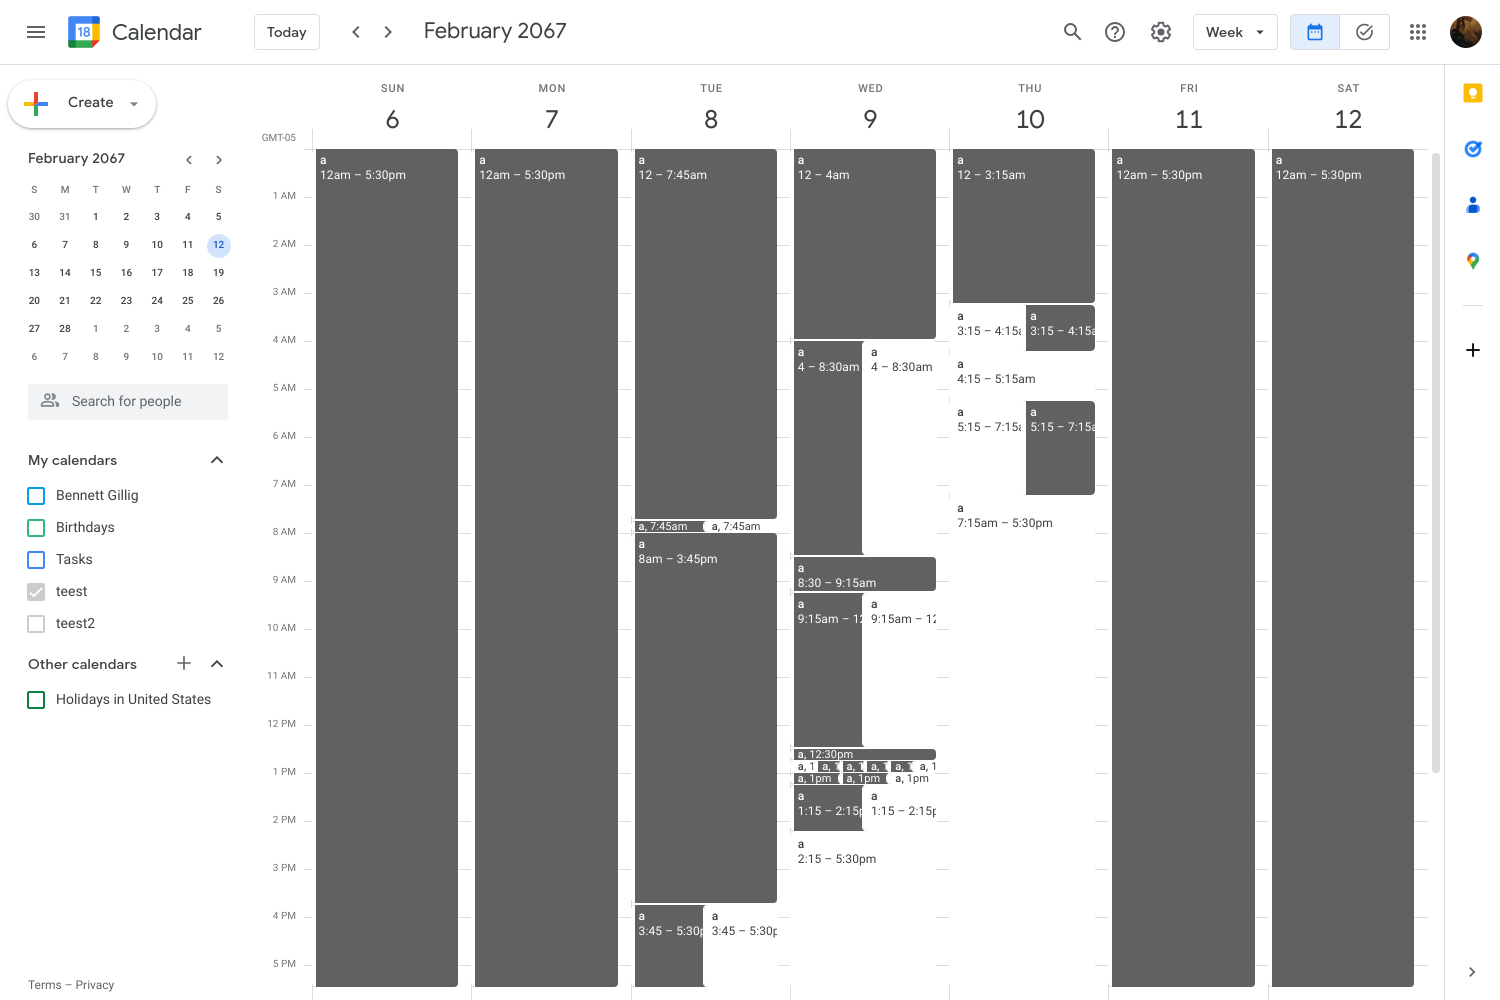 18 Calendar Today February 2067 Week
Create
February 2067
S M T W T F S
30 31 1 2 3 4 5
6 7 8 9 10 11 12
13 14 15 16 17 18 19
20 21 22 23 24 25 26
27 28 1 2 3 4 5
6 7 8 9 10 11 12
Search for people
My calendars
Bennett Gillig
Birthdays
Tasks
teest
teest2
Other calendars
Holidays in United States
Terms – Privacy
SUN MON TUE WED THU FRI SAT
6 7 8 9 10 11 12
GMT-05
1 AM
2 AM
3 AM
4 AM
5 AM
6 AM
7 AM
8 AM
9 AM
10 AM
11 AM
12 PM
1 PM
2 PM
3 PM
4 PM
5 PM
a
12am – 5:30pm
a
12am – 5:30pm
a
12 – 7:45am
a, 7:45am
a, 7:45am
a
8am – 3:45pm
a
3:45 – 5:30p
a
3:45 – 5:30p
a
12 – 4am
a
4 – 8:30am
a
4 – 8:30am
a
8:30 – 9:15am
a
9:15am – 12
a
9:15am – 12
a, 12:30pm
a, 1
a, 1
a, 1
a, 1
a, 1
a, 1
a, 1pm
a, 1pm
a, 1pm
a
1:15 – 2:15p
a
1:15 – 2:15p
a
2:15 – 5:30pm
a
12 – 3:15am
a
3:15 – 4:15a
a
3:15 – 4:15a
a
4:15 – 5:15am
a
5:15 – 7:15a
a
5:15 – 7:15a
a
7:15am – 5:30pm
a
12am – 5:30pm
a
12am – 5:30pm